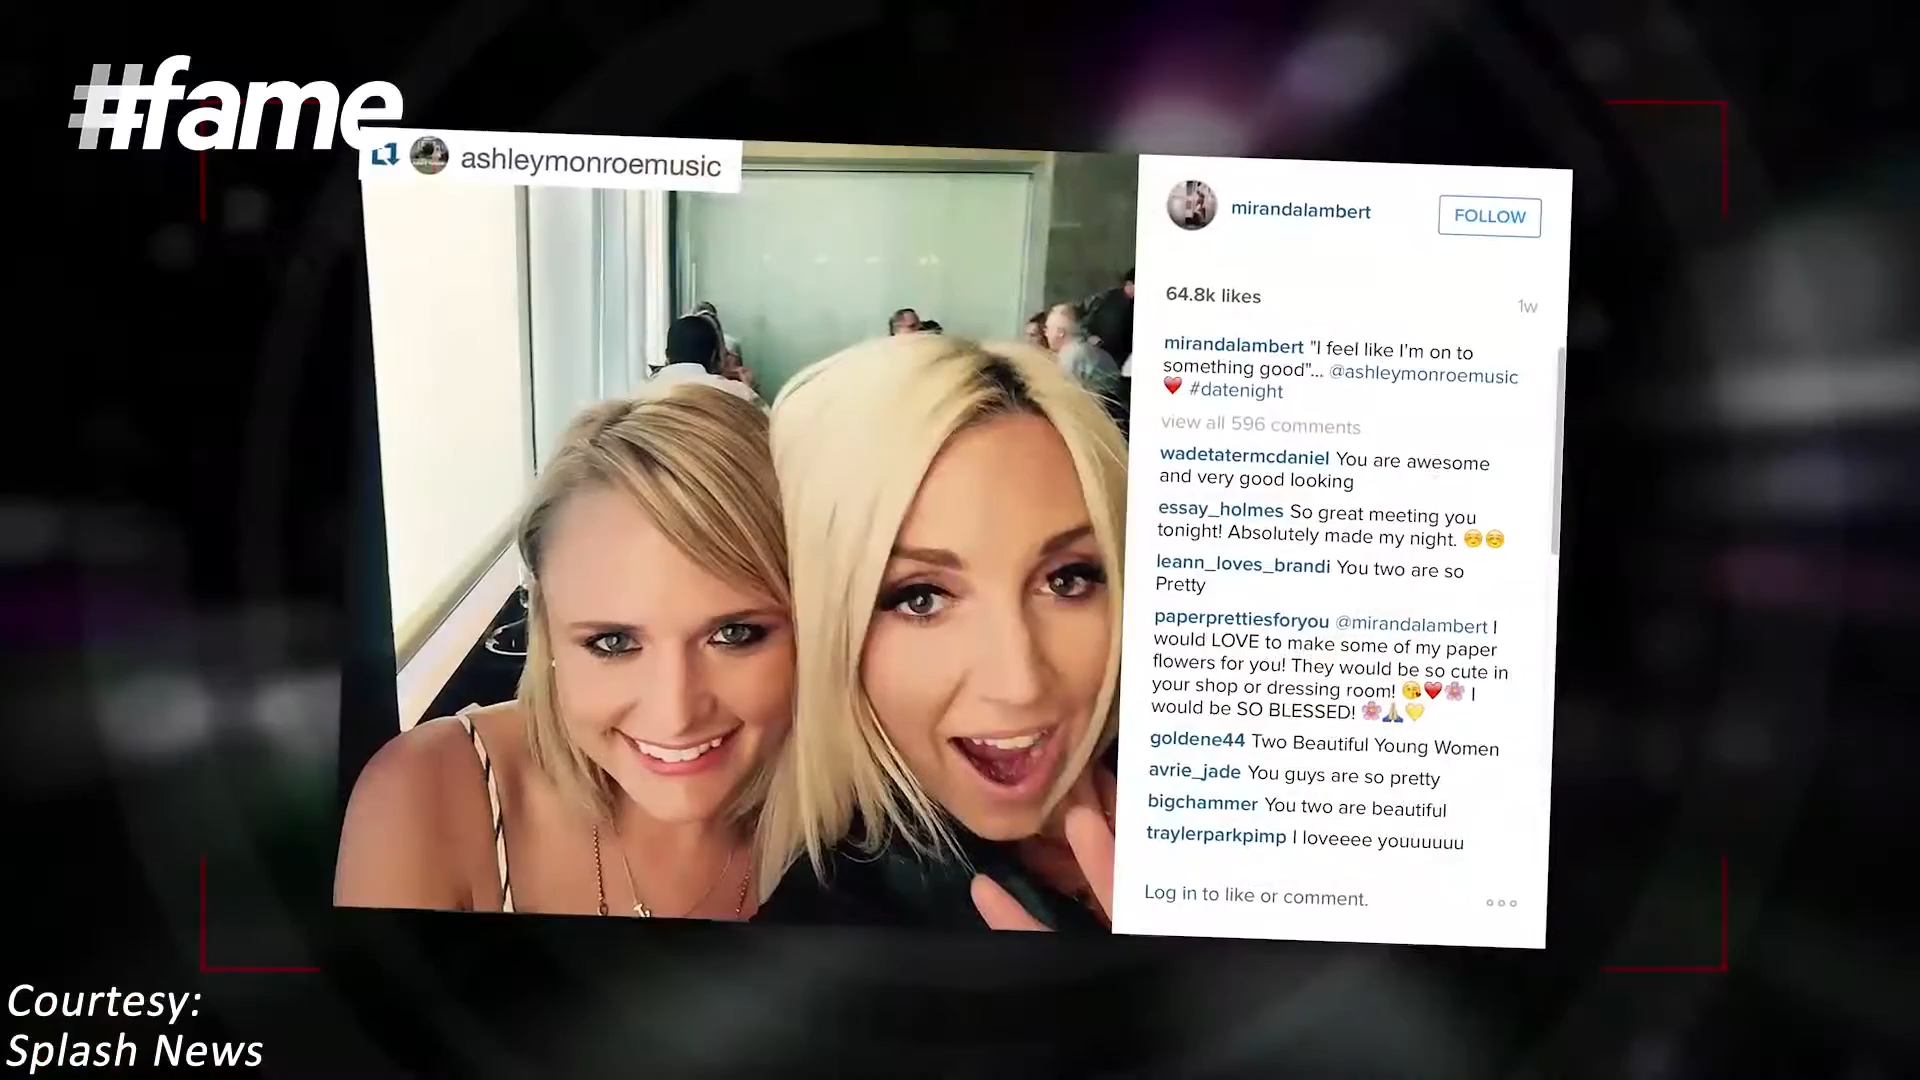 #fame
ashleymonroemusic
mirandalambert
FOLLOW
64.8k likes
1w
mirandalambert "I feel like I'm on to
something good"... @ashleymonroemusic
❤️ #datenight
view all 596 comments
wadetatermcdaniel You are awesome
and very good looking
essay_holmes So great meeting you
tonight! Absolutely made my night. ☺️☺️
leann_loves_brandi You two are so
Pretty
paperprettiesforyou @mirandalambert I
would LOVE to make some of my paper
flowers for you! They would be so cute in
your shop or dressing room! 😘❤️🌸 I
would be SO BLESSED! 🌸🙏💛
goldene44 Two Beautiful Young Women
avrie_jade You guys are so pretty
bigchammer You two are beautiful
traylerparkpimp I loveeee youuuuuu
Log in to like or comment.
Courtesy:
Splash News